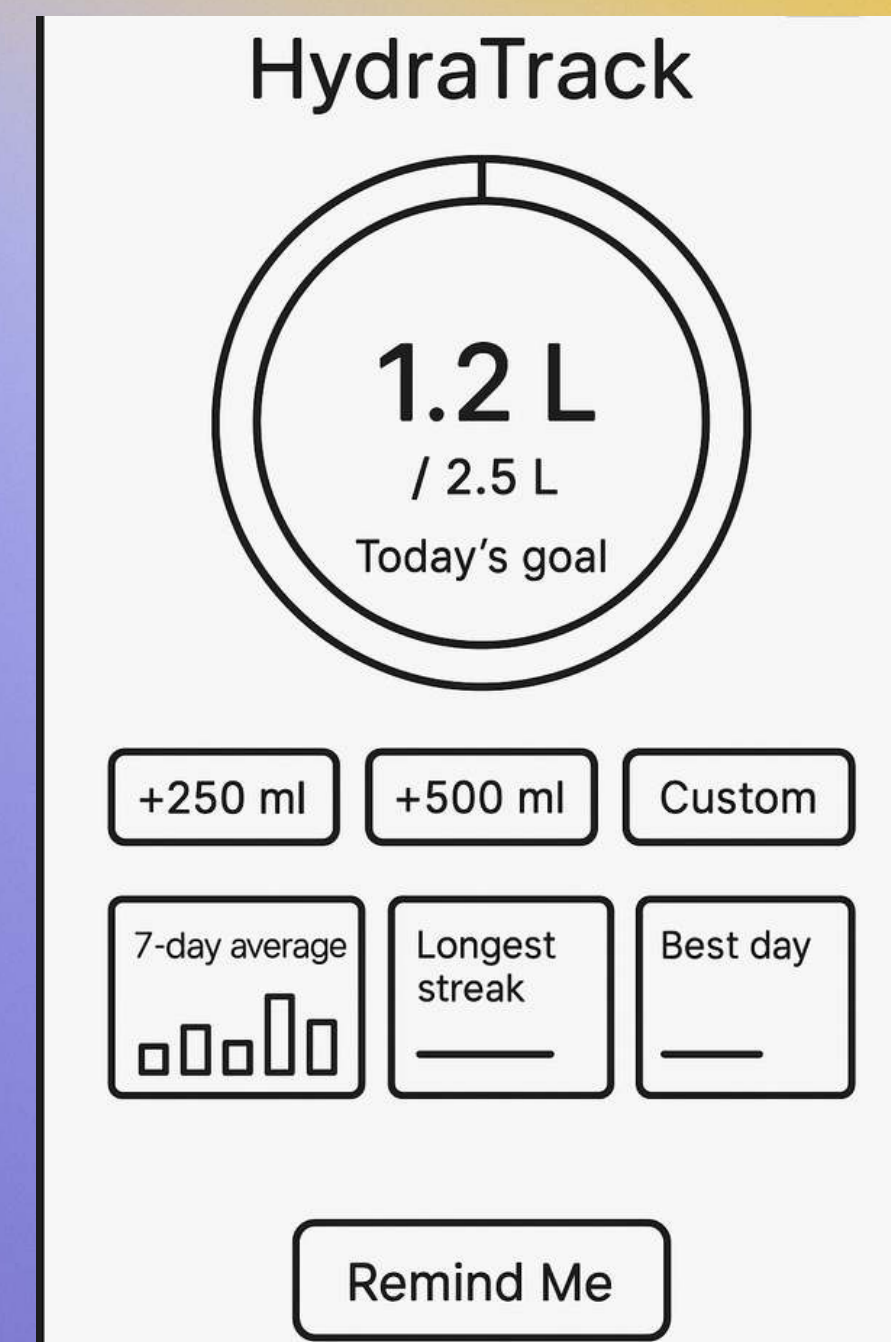 HydraTrack
1.2 L
/ 2.5 L
Today’s goal
+250 ml
+500 ml
Custom
7-day average
Longest
streak
Best day
Remind Me